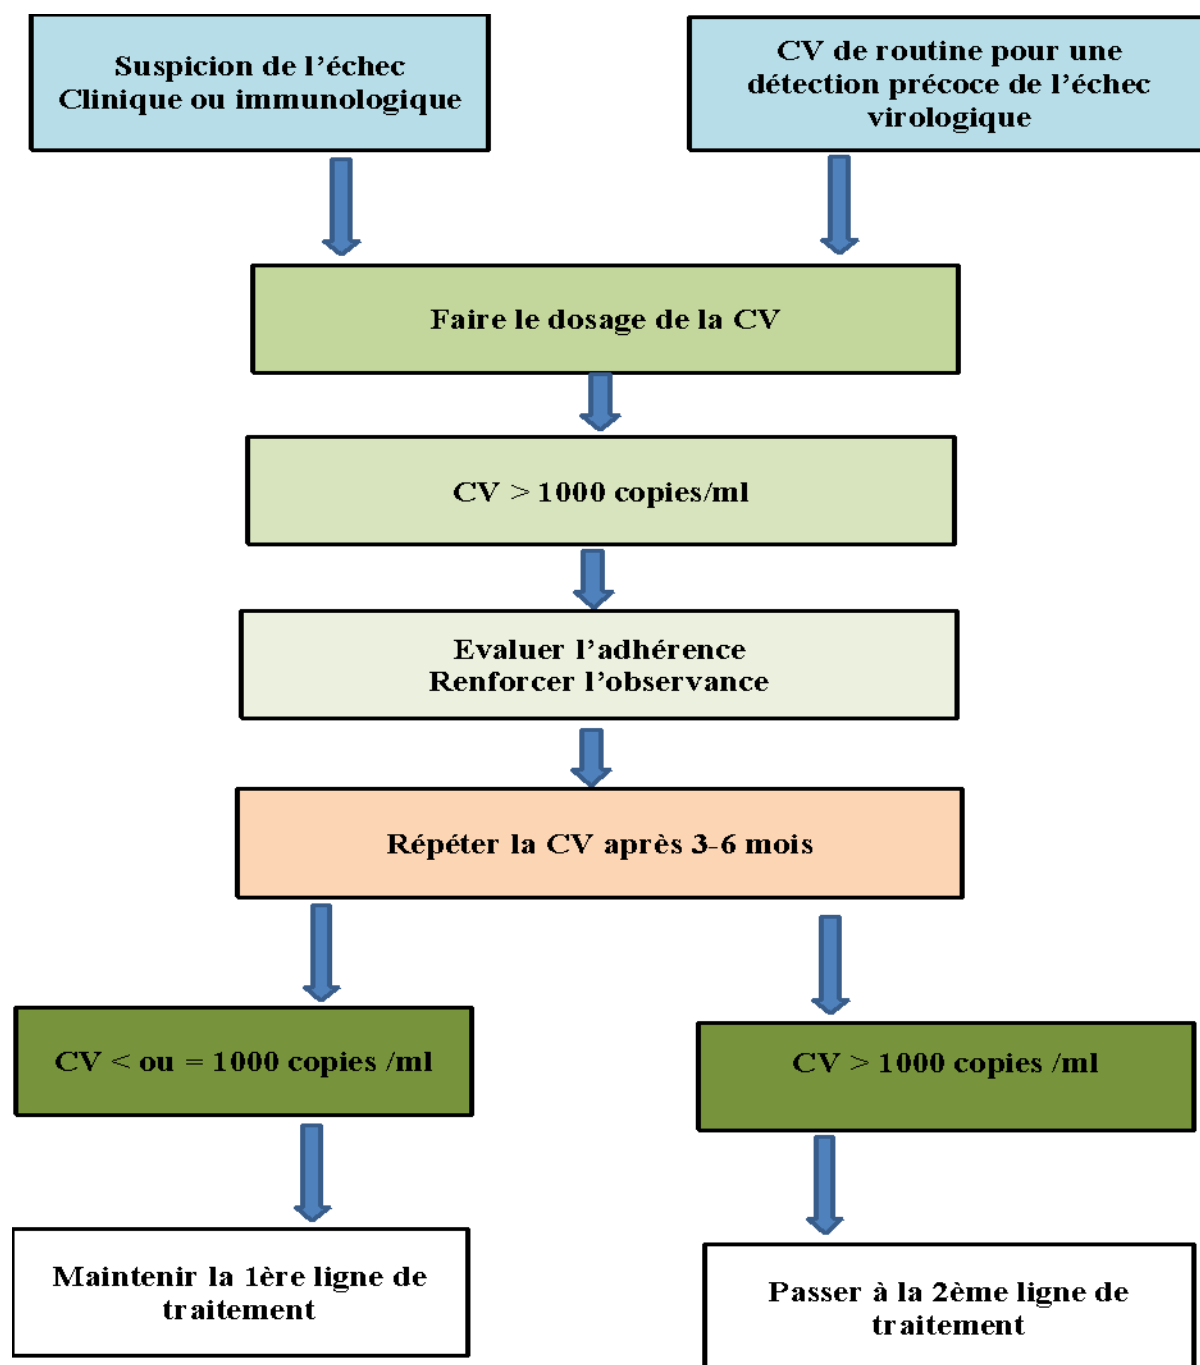 Suspicion de l’échec
Clinique ou immunologique
CV de routine pour une
détection précoce de l’échec
virologique
Faire le dosage de la CV
CV > 1000 copies/ml
Evaluer l’adhérence
Renforcer l’observance
Répéter la CV après 3-6 mois
CV < ou = 1000 copies /ml
CV > 1000 copies /ml
Maintenir la 1ère ligne de
traitement
Passer à la 2ème ligne de
traitement